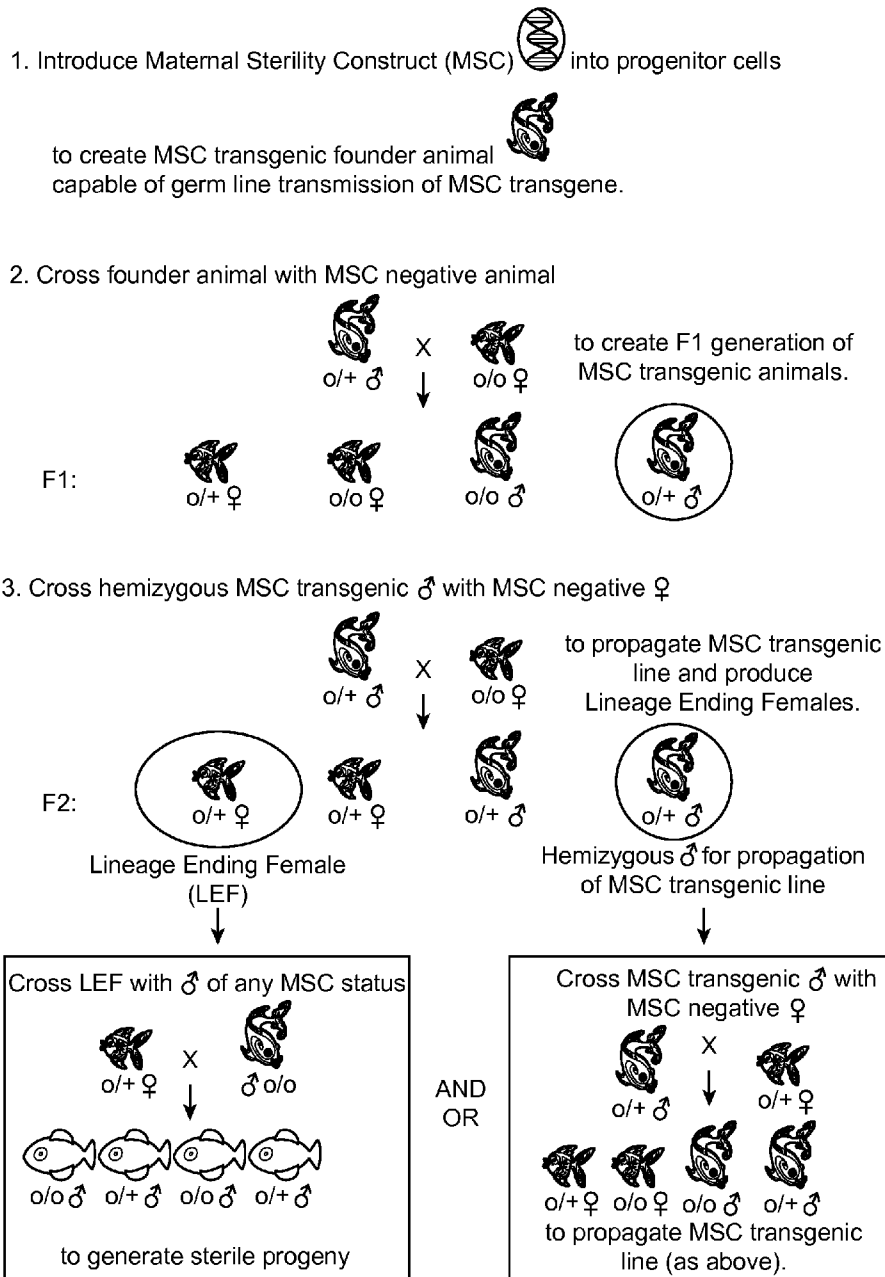 1. Introduce Maternal Sterility Construct (MSC) into progenitor cells
to create MSC transgenic founder animal
capable of germ line transmission of MSC transgene.
2. Cross founder animal with MSC negative animal
X
o/+ ♂
o/o ♀
to create F1 generation of
MSC transgenic animals.
F1:
o/+ ♀
o/o ♀
o/o ♂
o/+ ♂
3. Cross hemizygous MSC transgenic ♂ with MSC negative ♀
X
o/+ ♂
o/o ♀
to propagate MSC transgenic
line and produce
Lineage Ending Females.
F2:
o/+ ♀
o/+ ♀
o/+ ♂
o/+ ♂
Lineage Ending Female
(LEF)
Hemizygous ♂ for propagation
of MSC transgenic line
Cross LEF with ♂ of any MSC status
X
o/+ ♀
♂ o/o
o/o ♂ o/+ ♂ o/o ♂ o/+ ♂
to generate sterile progeny
AND
OR
Cross MSC transgenic ♂ with
MSC negative ♀
X
o/+ ♂
o/+ ♀
o/+ ♀ o/o ♀ o/o ♂ o/+ ♂
to propagate MSC transgenic
line (as above).